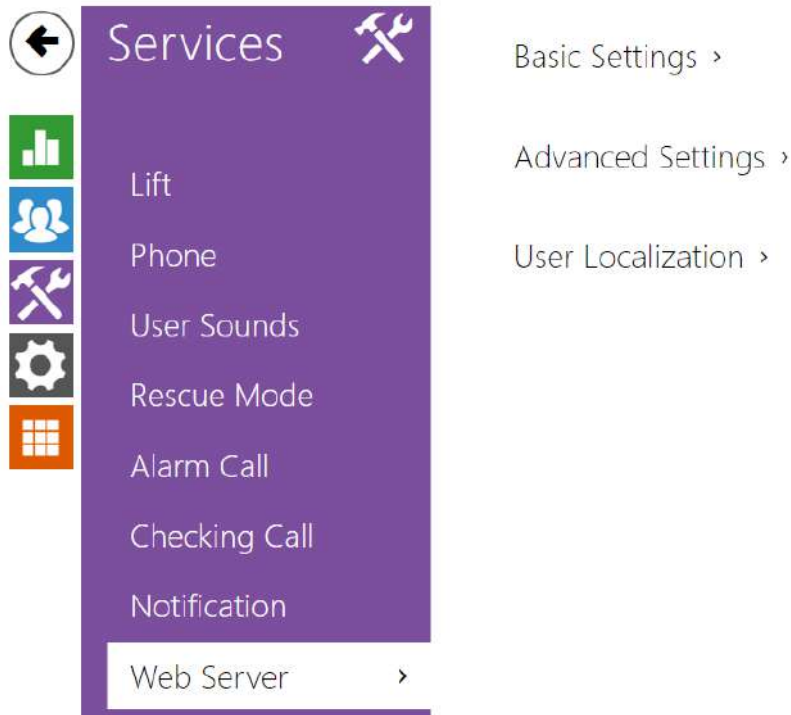 Services
Lift
Phone
User Sounds
Rescue Mode
Alarm Call
Checking Call
Notification
Web Server ›
Basic Settings ›
Advanced Settings ›
User Localization ›